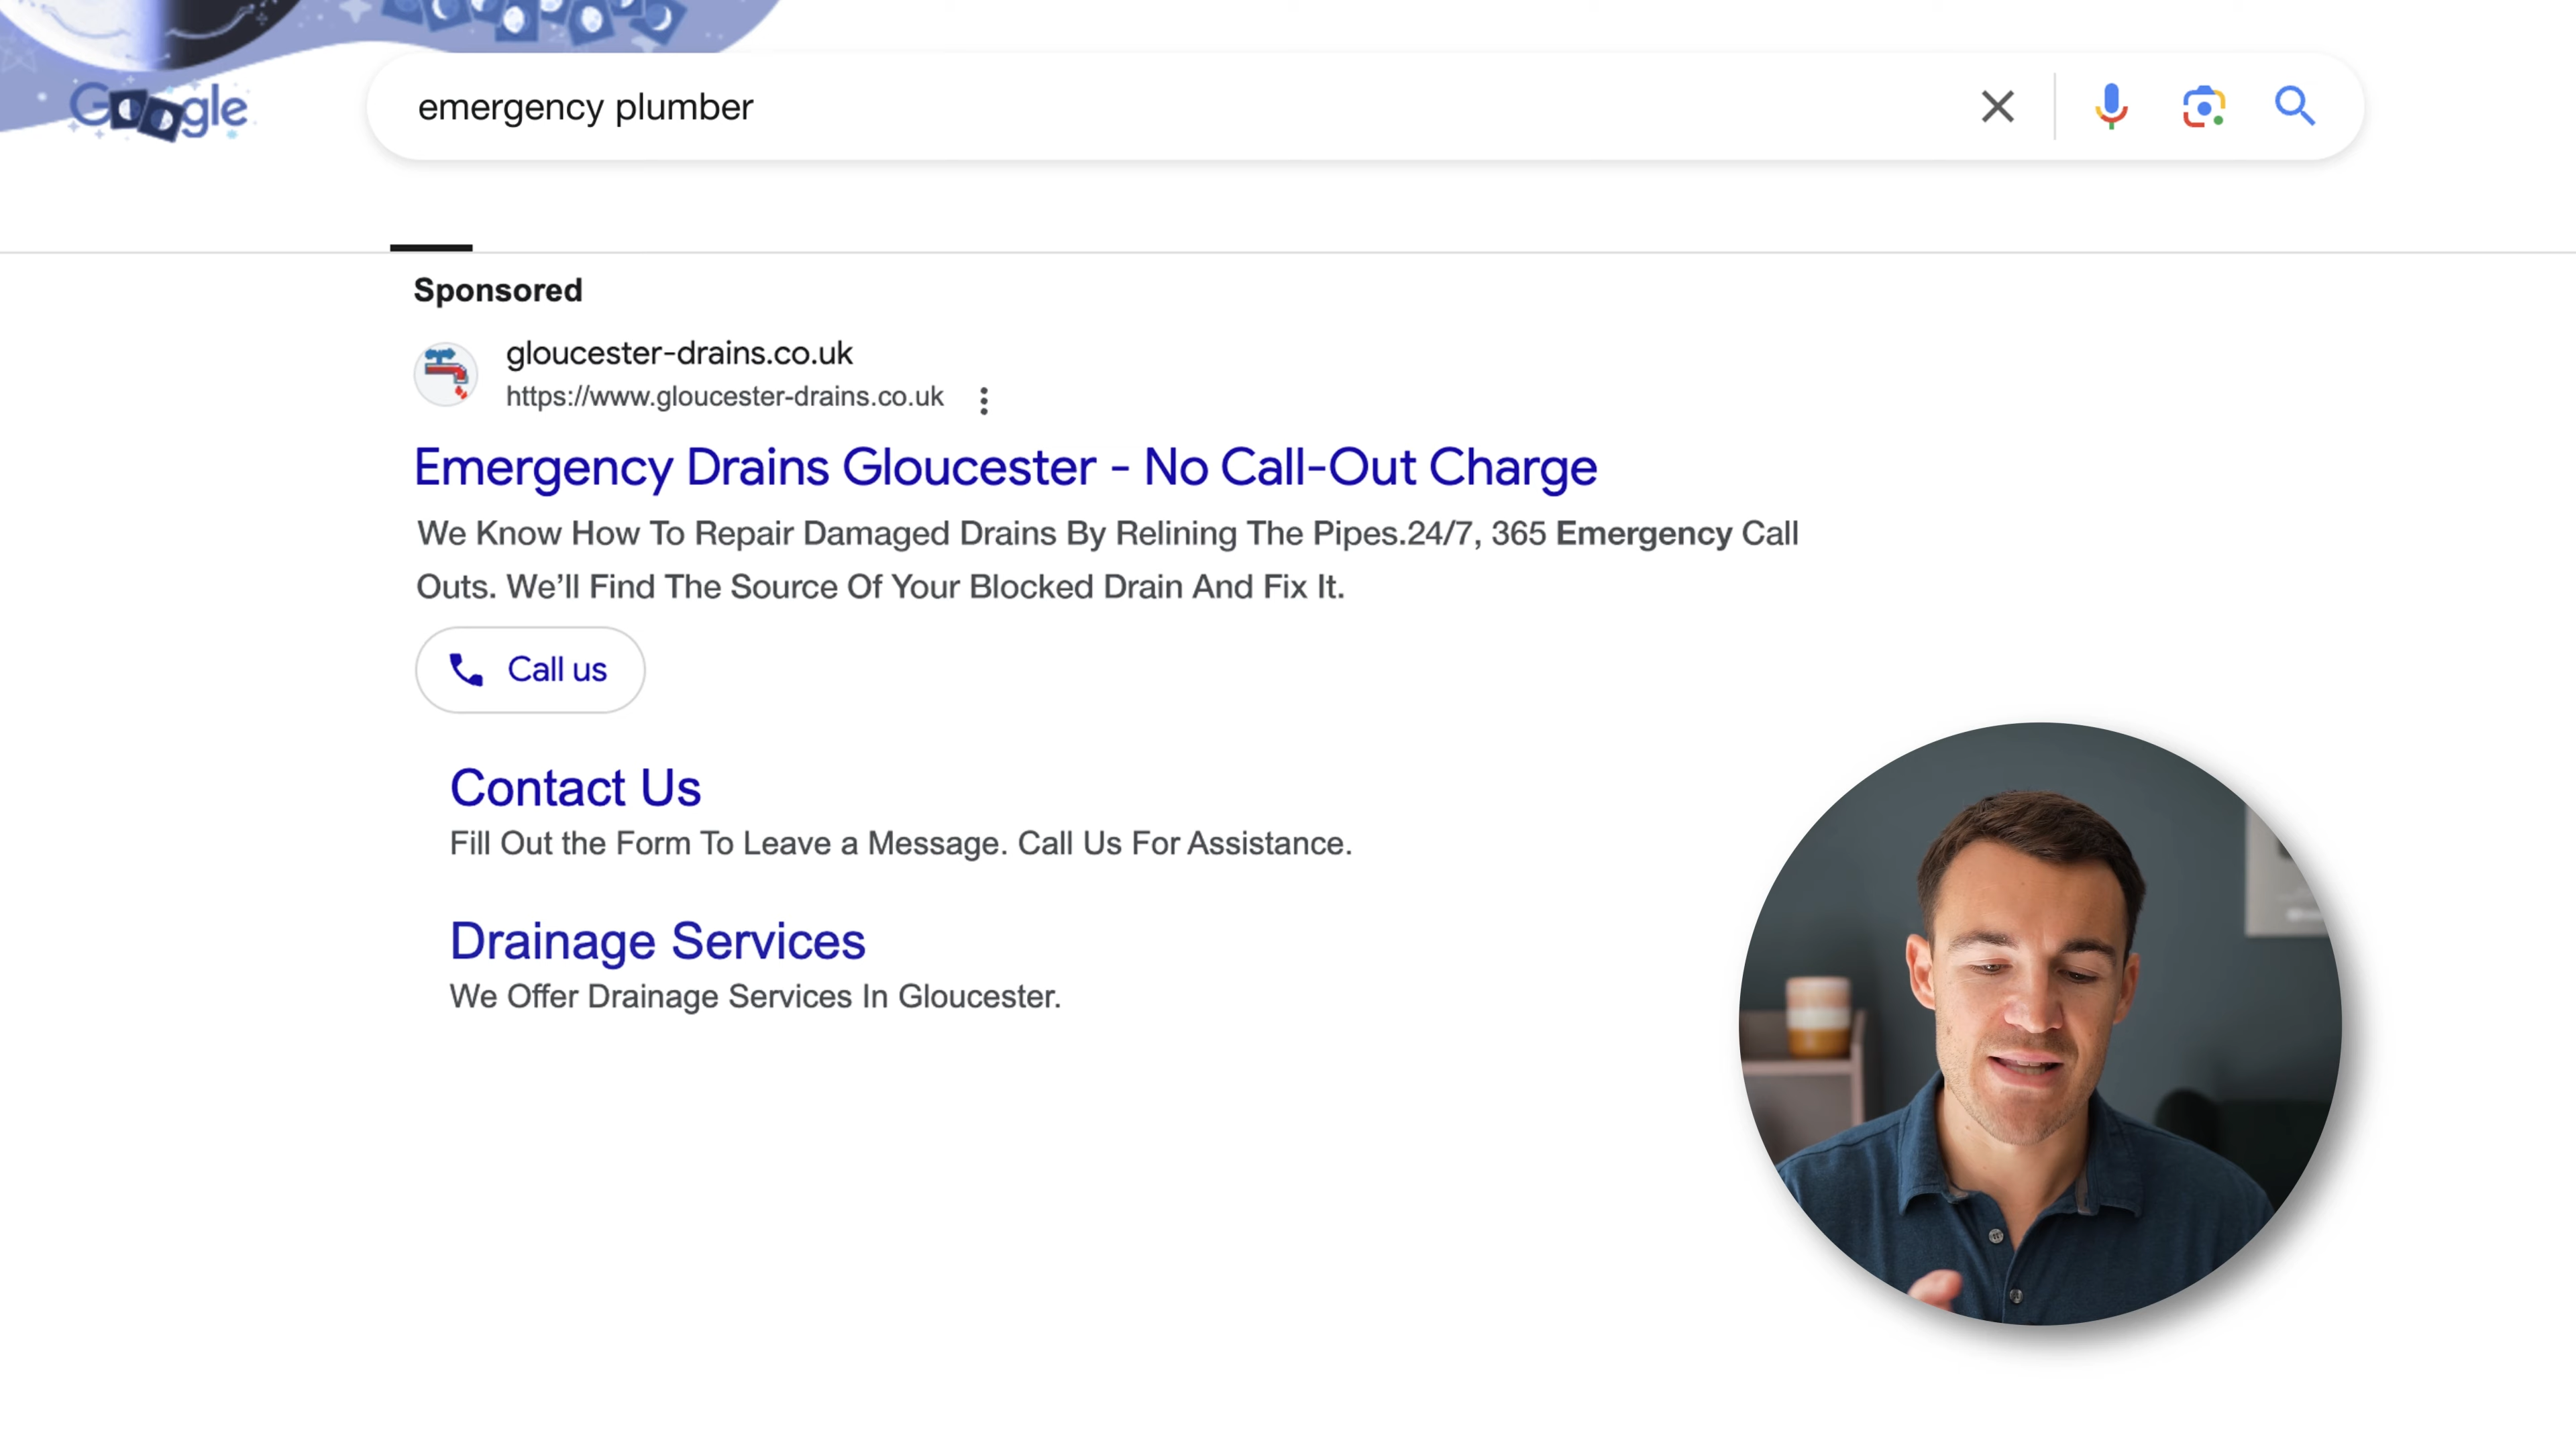 Google
emergency plumber
Sponsored
gloucester-drains.co.uk
https://www.gloucester-drains.co.uk
Emergency Drains Gloucester - No Call-Out Charge
We Know How To Repair Damaged Drains By Relining The Pipes.24/7, 365 Emergency Call
Outs. We’ll Find The Source Of Your Blocked Drain And Fix It.
Call us
Contact Us
Fill Out the Form To Leave a Message. Call Us For Assistance.
Drainage Services
We Offer Drainage Services In Gloucester.